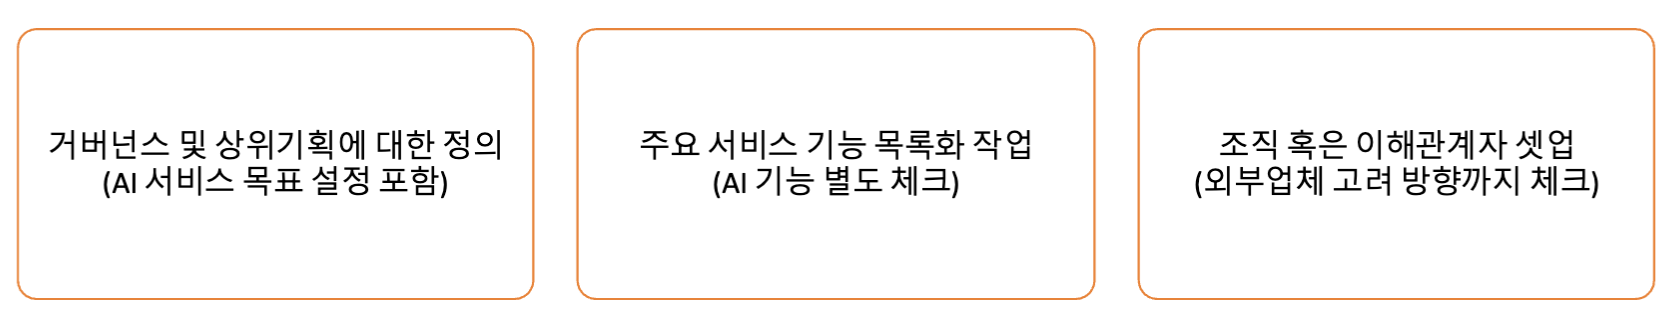 거버넌스 및 상위기획에 대한 정의
(AI 서비스 목표 설정 포함)
주요 서비스 기능 목록화 작업
(AI 기능 별도 체크)
조직 혹은 이해관계자 셋업
(외부업체 고려 방향까지 체크)